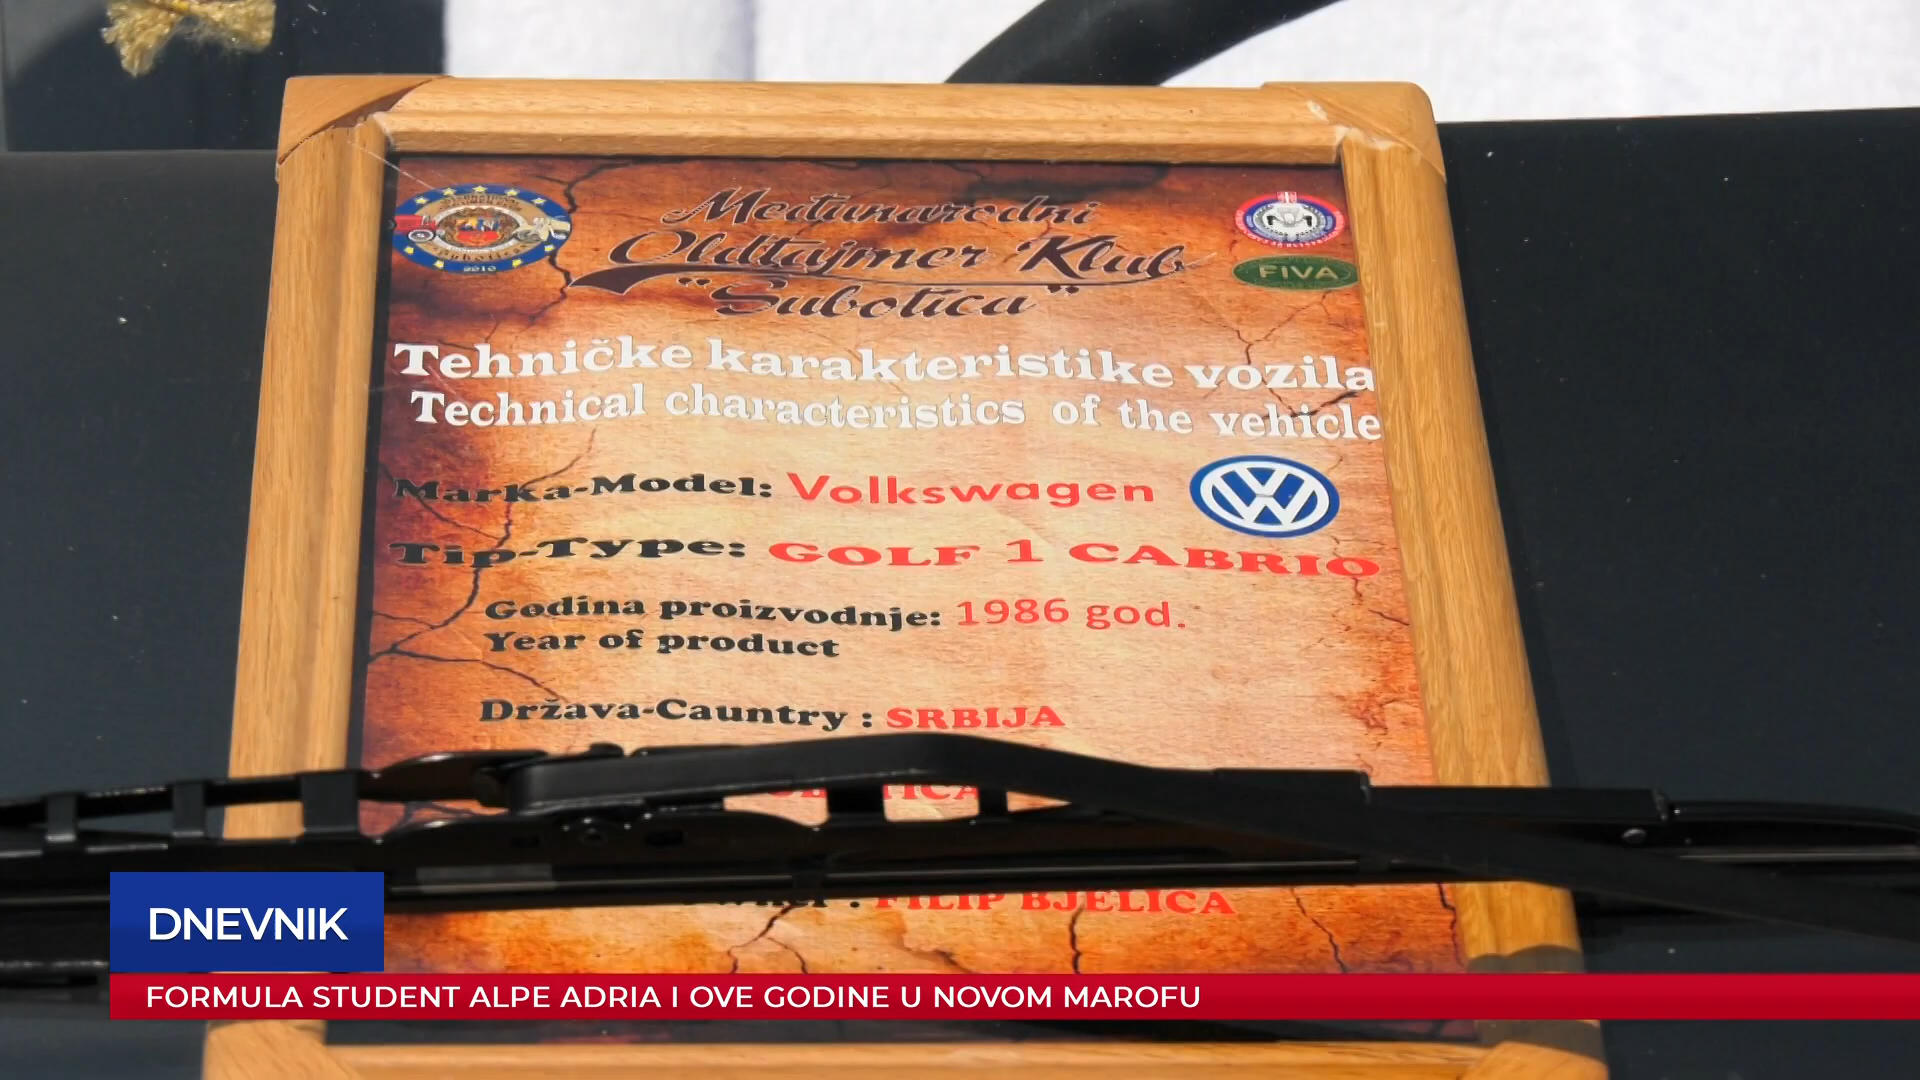 Međunarodni
Oldtajmer Klub
"Subotica"
FIVA
2010
Tehničke karakteristike vozila
Technical characteristics of the vehicle
Marka-Model: Volkswagen
Tip-Type: GOLF 1 CABRIO
Godina proizvodnje: 1986 god.
Year of product
Država-Cauntry : SRBIJA
FILIP BJELICA
DNEVNIK
FORMULA STUDENT ALPE ADRIA I OVE GODINE U NOVOM MAROFU